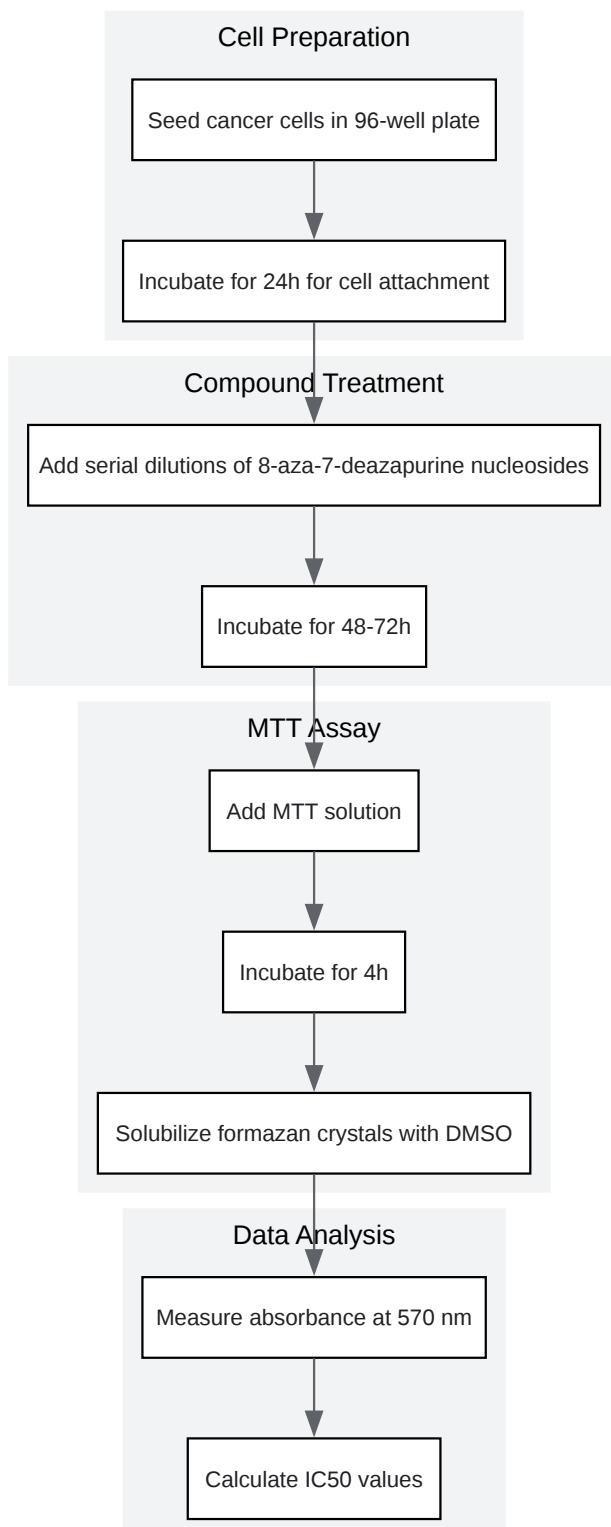 Cell Preparation
Seed cancer cells in 96-well plate
Incubate for 24h for cell attachment
Compound Treatment
Add serial dilutions of 8-aza-7-deazapurine nucleosides
Incubate for 48-72h
MTT Assay
Add MTT solution
Incubate for 4h
Solubilize formazan crystals with DMSO
Data Analysis
Measure absorbance at 570 nm
Calculate IC50 values